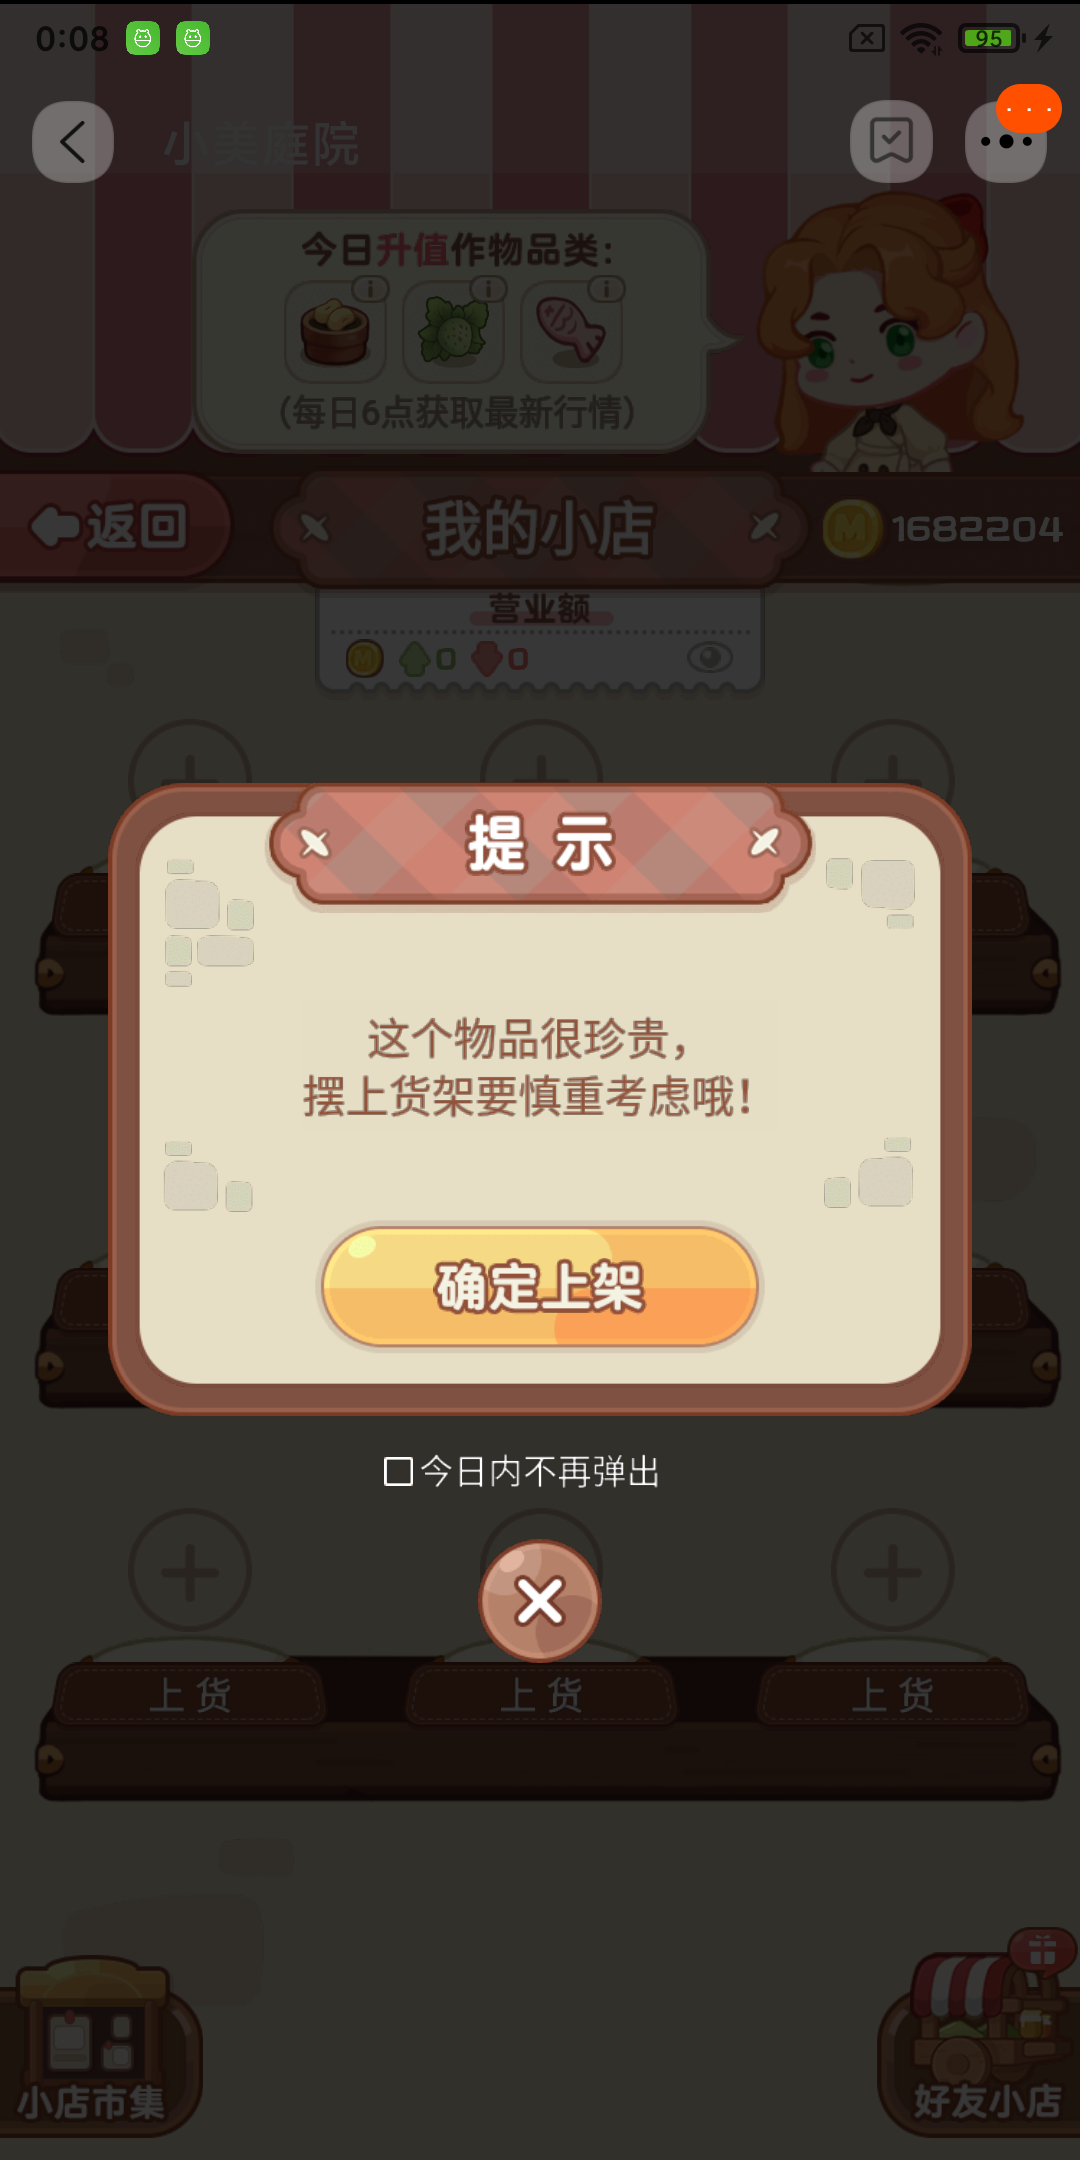 0:08
95
小美庭院
今日升值作物品类：
（每日6点获取最新行情）
返回
我的小店
1682204
营业额
0 0
提示
这个物品很珍贵，
摆上货架要慎重考虑哦！
确定上架
今日内不再弹出
上货 上货 上货
小店市集
好友小店